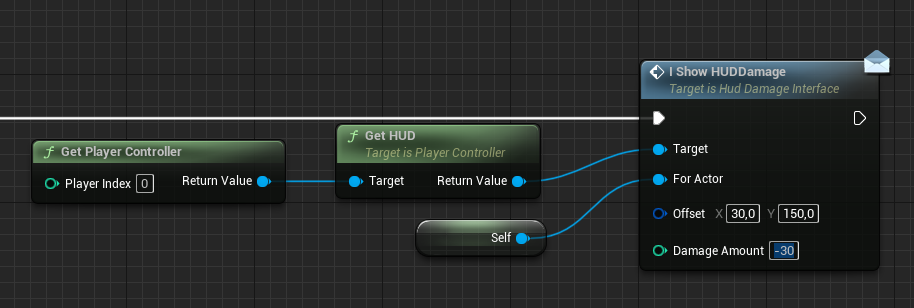 I Show HUDDamage
Target is Hud Damage Interface
f Get HUD
Target is Player Controller
f Get Player Controller
Target
Player Index 0 Return Value
Target Return Value
For Actor
Offset X 30,0 Y 150,0
Self
Damage Amount -30